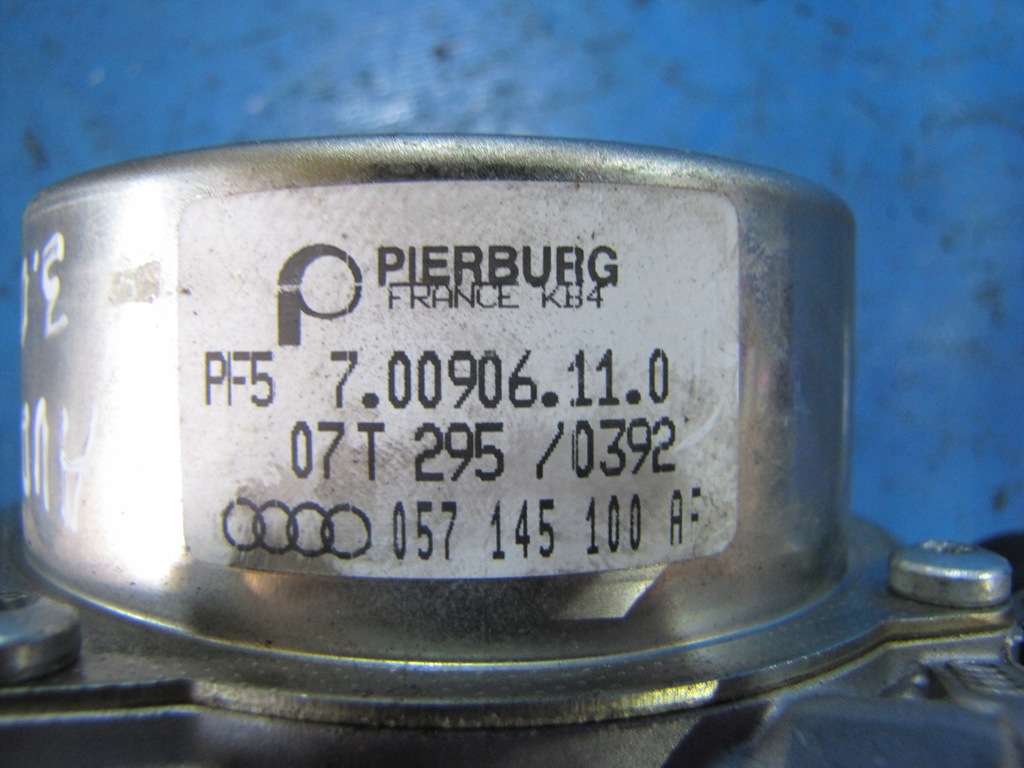 PIERBURG
FRANCE KB4
PF5 7.00906.11.0
07T 295 /0392
057 145 100 AF